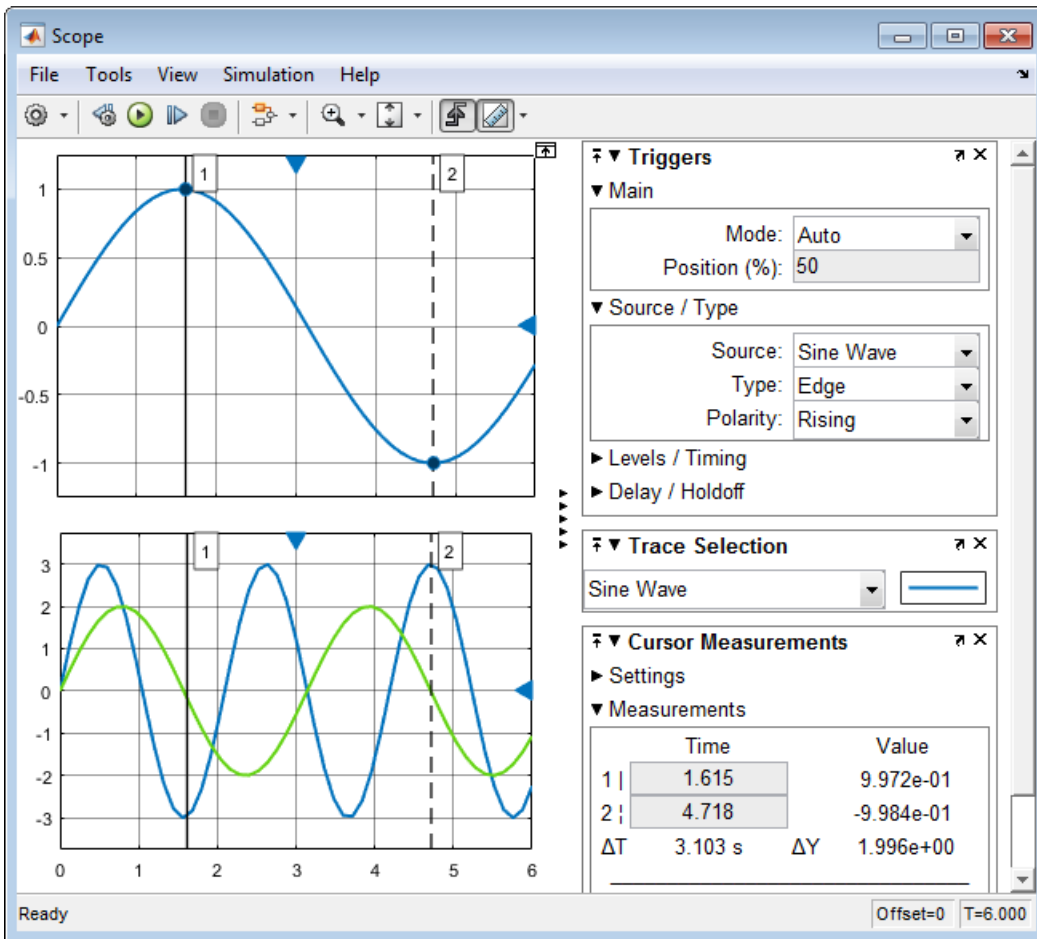 Scope
File Tools View Simulation Help
1
2
1
0.5
0
-0.5
-1
1
2
3
2
1
0
-1
-2
-3
0 1 2 3 4 5 6
Triggers
Main
Mode: Auto
Position (%): 50
Source / Type
Source: Sine Wave
Type: Edge
Polarity: Rising
Levels / Timing
Delay / Holdoff
Trace Selection
Sine Wave
Cursor Measurements
Settings
Measurements
Time Value
1 | 1.615 9.972e-01
2 ¦ 4.718 -9.984e-01
ΔT 3.103 s ΔY 1.996e+00
Ready Offset=0 T=6.000